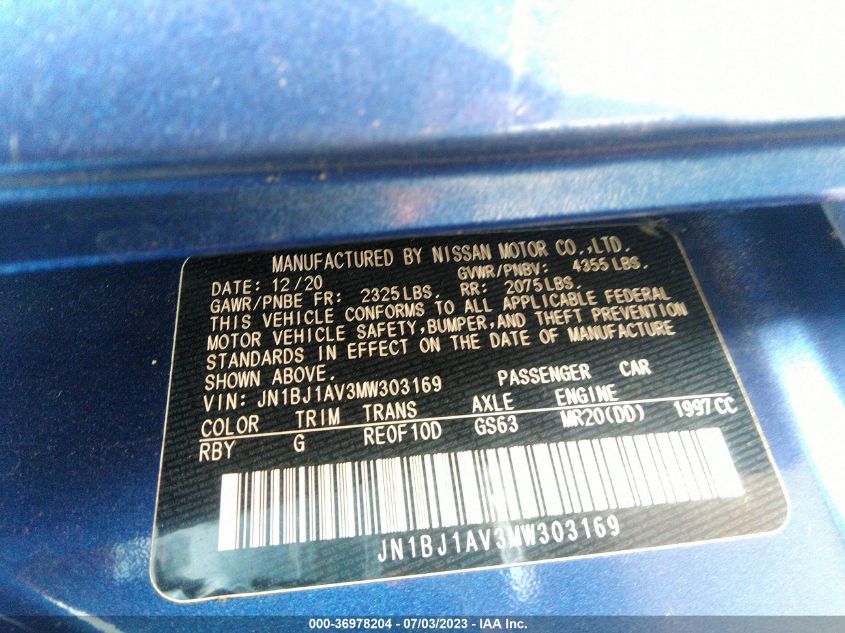 MANUFACTURED BY NISSAN MOTOR CO.,LTD.
DATE: 12/20 GVWR/PNBV: 4355 LBS.
GAWR/PNBE FR: 2325 LBS. RR: 2075 LBS.
THIS VEHICLE CONFORMS TO ALL APPLICABLE FEDERAL
MOTOR VEHICLE SAFETY, BUMPER, AND THEFT PREVENTION
STANDARDS IN EFFECT ON THE DATE OF MANUFACTURE
SHOWN ABOVE.
VIN: JN1BJ1AV3MW303169 PASSENGER CAR
COLOR TRIM TRANS AXLE ENGINE
RBY G RE0F10D GS63 MR20(DD) 1997CC
JN1BJ1AV3MW303169
000-36978204 - 07/03/2023 - IAA Inc.